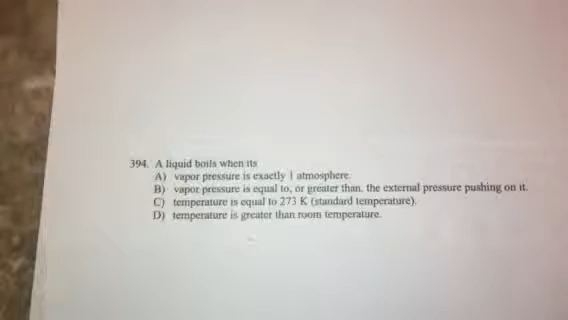 394. A liquid boils when its
A) vapor pressure is exactly 1 atmosphere.
B) vapor pressure is equal to, or greater than, the external pressure pushing on it.
C) temperature is equal to 273 K (standard temperature).
D) temperature is greater than room temperature.